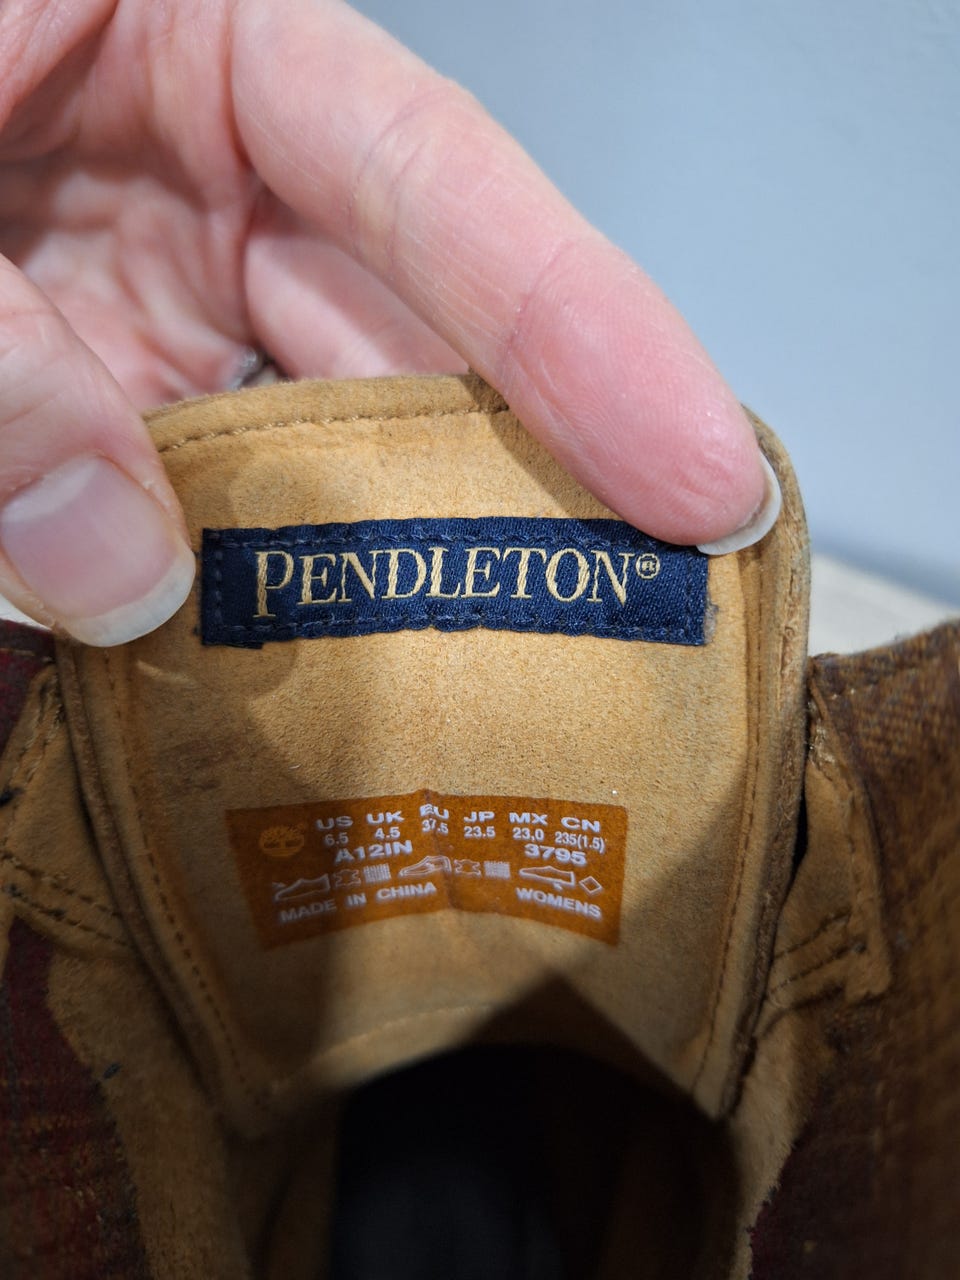 PENDLETON®
US UK EU JP MX CN
6.5 4.5 37.5 23.5 23,0 235(1.5)
A12IN 3795
MADE IN CHINA WOMENS